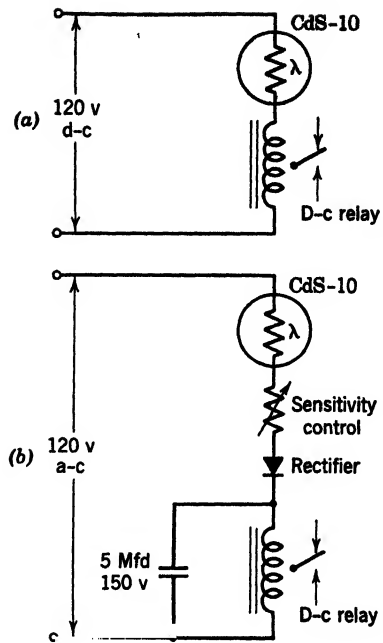 CdS-10
λ
(a) 120 v
d-c
D-c relay
CdS-10
λ
Sensitivity
control
(b) 120 v
a-c
Rectifier
5 Mfd
150 v
D-c relay